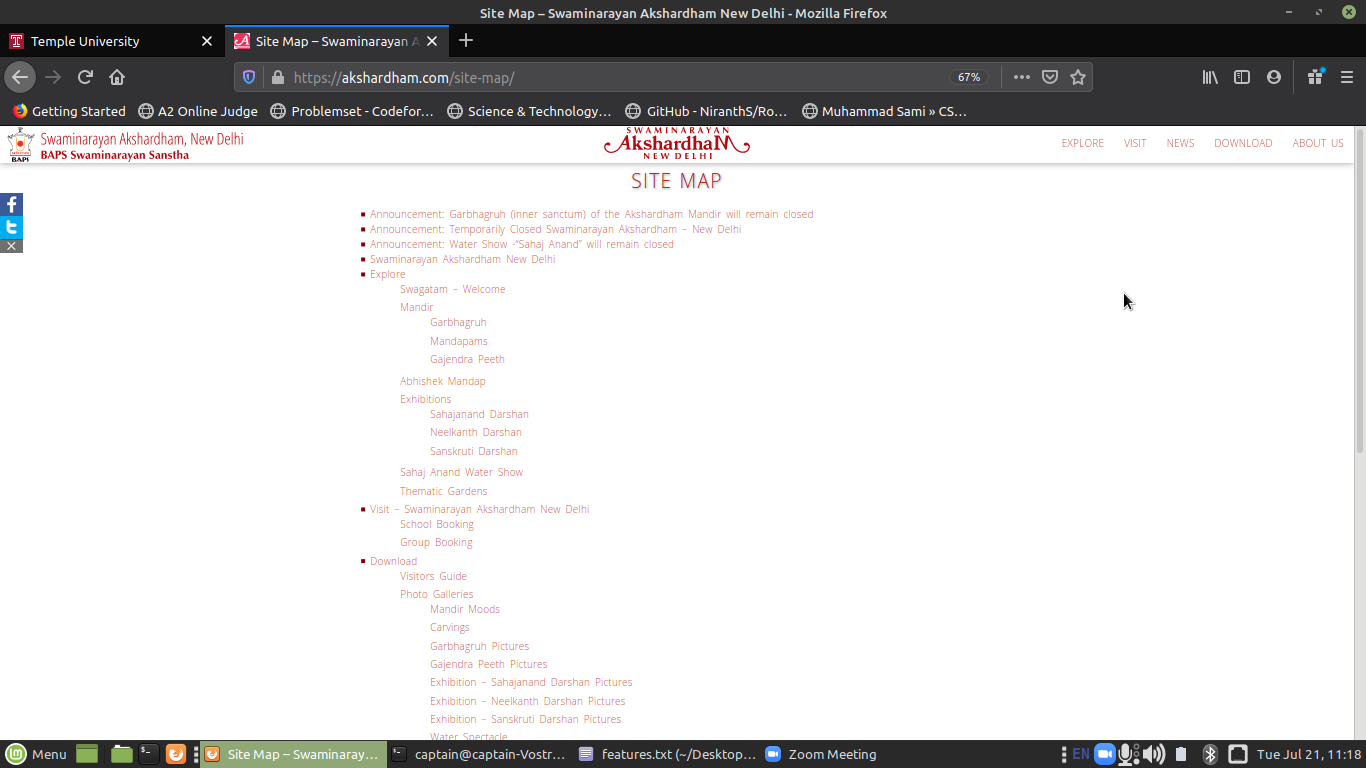 Site Map – Swaminarayan Akshardham New Delhi - Mozilla Firefox
Temple University
Site Map – Swaminarayan A
https://akshardham.com/site-map/
67%
Getting Started
A2 Online Judge
Problemset - Codefor...
Science & Technology...
GitHub - NiranthS/Ro...
Muhammad Sami » CS...
BAPS
Swaminarayan Akshardham, New Delhi
BAPS Swaminarayan Sanstha
SWAMINARAYAN
AkshardhaM
NEW DELHI
EXPLORE VISIT NEWS DOWNLOAD ABOUT US
SITE MAP
Announcement: Garbhagruh (inner sanctum) of the Akshardham Mandir will remain closed
Announcement: Temporarily Closed Swaminarayan Akshardham – New Delhi
Announcement: Water Show -“Sahaj Anand” will remain closed
Swaminarayan Akshardham New Delhi
Explore
Swagatam – Welcome
Mandir
Garbhagruh
Mandapams
Gajendra Peeth
Abhishek Mandap
Exhibitions
Sahajanand Darshan
Neelkanth Darshan
Sanskruti Darshan
Sahaj Anand Water Show
Thematic Gardens
Visit – Swaminarayan Akshardham New Delhi
School Booking
Group Booking
Download
Visitors Guide
Photo Galleries
Mandir Moods
Carvings
Garbhagruh Pictures
Gajendra Peeth Pictures
Exhibition – Sahajanand Darshan Pictures
Exhibition – Neelkanth Darshan Pictures
Exhibition – Sanskruti Darshan Pictures
Water Spectacle
Menu
Site Map – Swaminaray...
captain@captain-Vostr...
features.txt (~/Desktop...
Zoom Meeting
EN
Tue Jul 21, 11:18